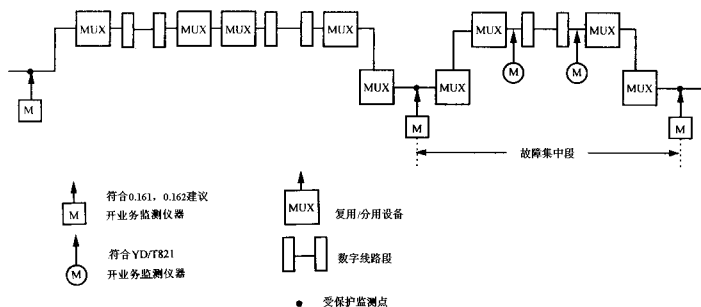 MUX MUX MUX MUX MUX MUX
M M
MUX MUX MUX
M M M
故障集中段
符合0.161，0.162建议
M 开业务监测仪器
MUX 复用/分用设备
符合YD/T821
M 开业务监测仪器
数字线路段
受保护监测点